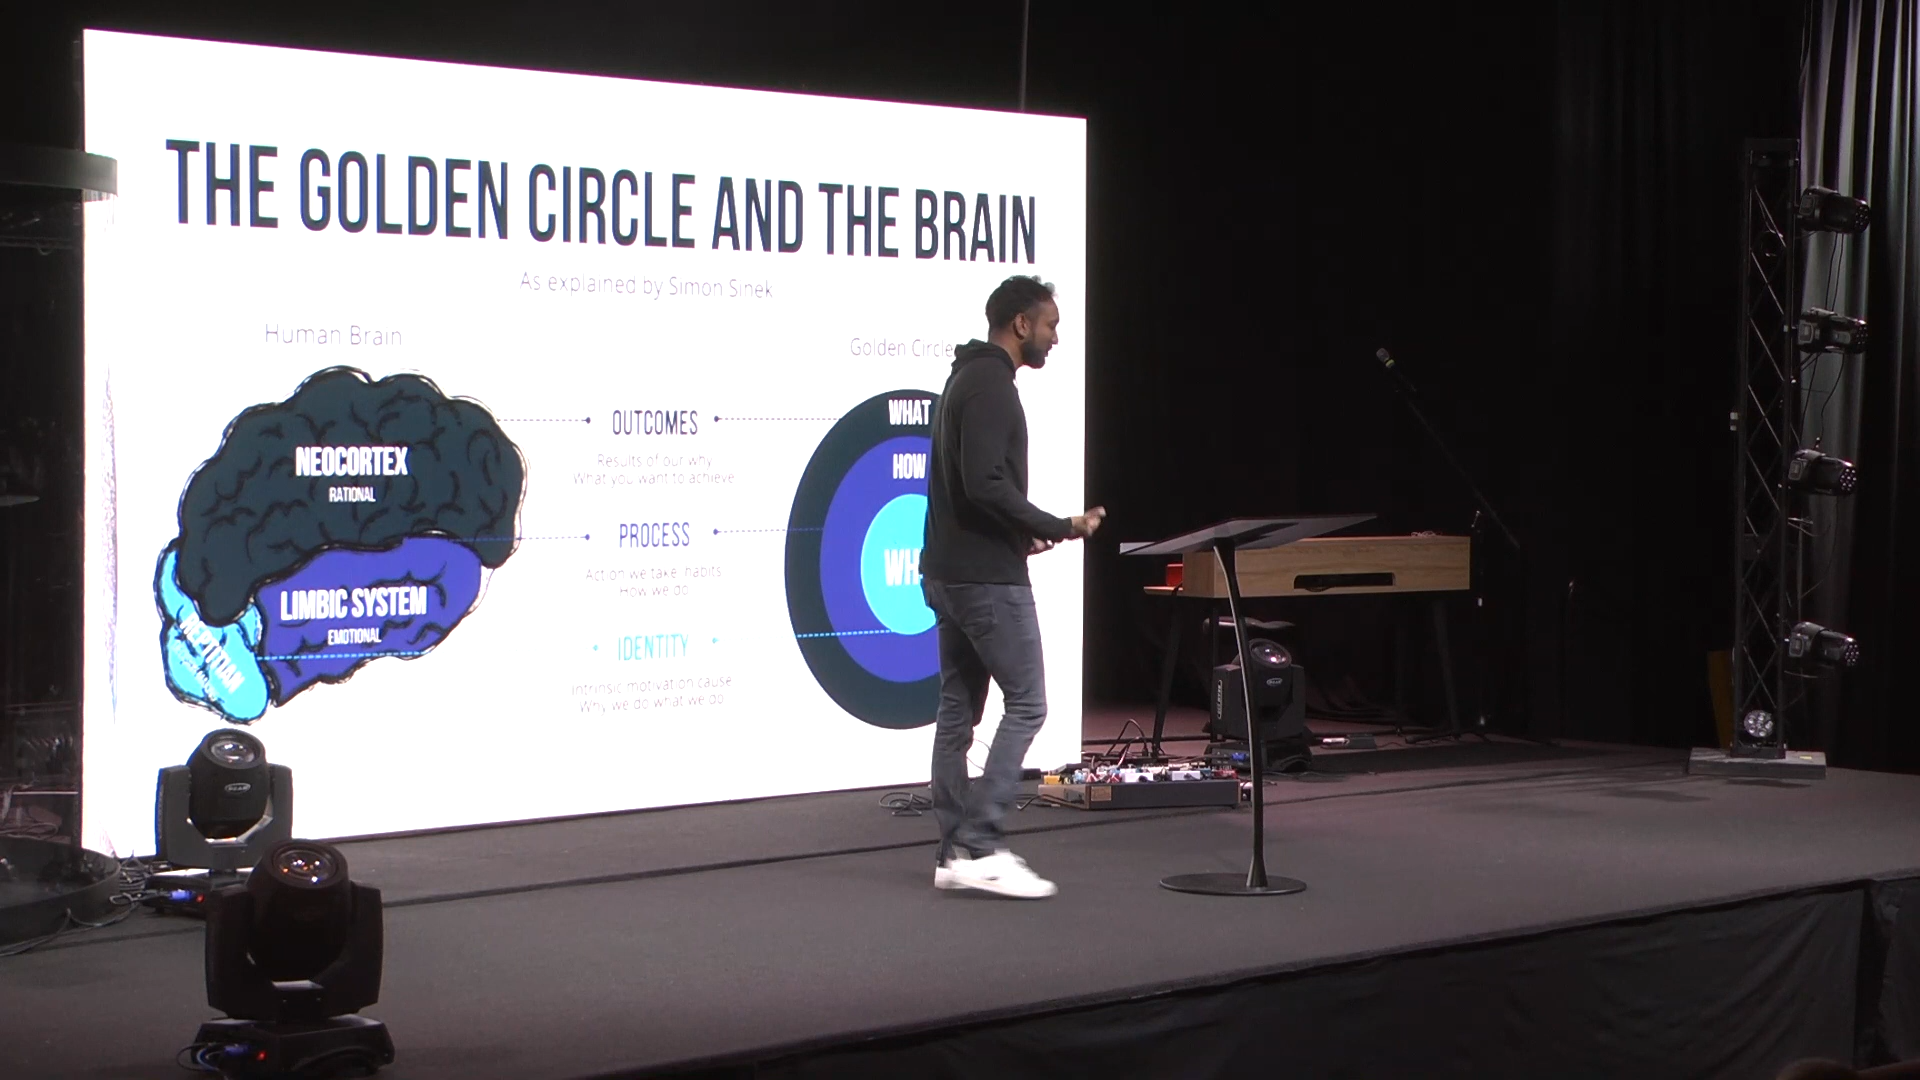 THE GOLDEN CIRCLE AND THE BRAIN
As explained by Simon Sinek
Human Brain
Golden Circle
NEOCORTEX
RATIONAL
LIMBIC SYSTEM
EMOTIONAL
REPTITIAN
OUTCOMES
Results of our why
What you want to achieve
PROCESS
Action we take, habits
How we do
IDENTITY
Intrinsic motivation cause
Why we do what we do
WHAT
HOW
WH